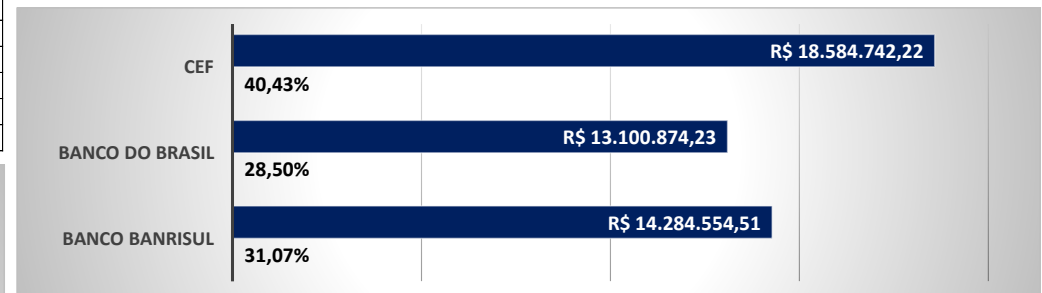 CEF
R$ 18.584.742,22
40,43%
BANCO DO BRASIL
R$ 13.100.874,23
28,50%
BANCO BANRISUL
R$ 14.284.554,51
31,07%